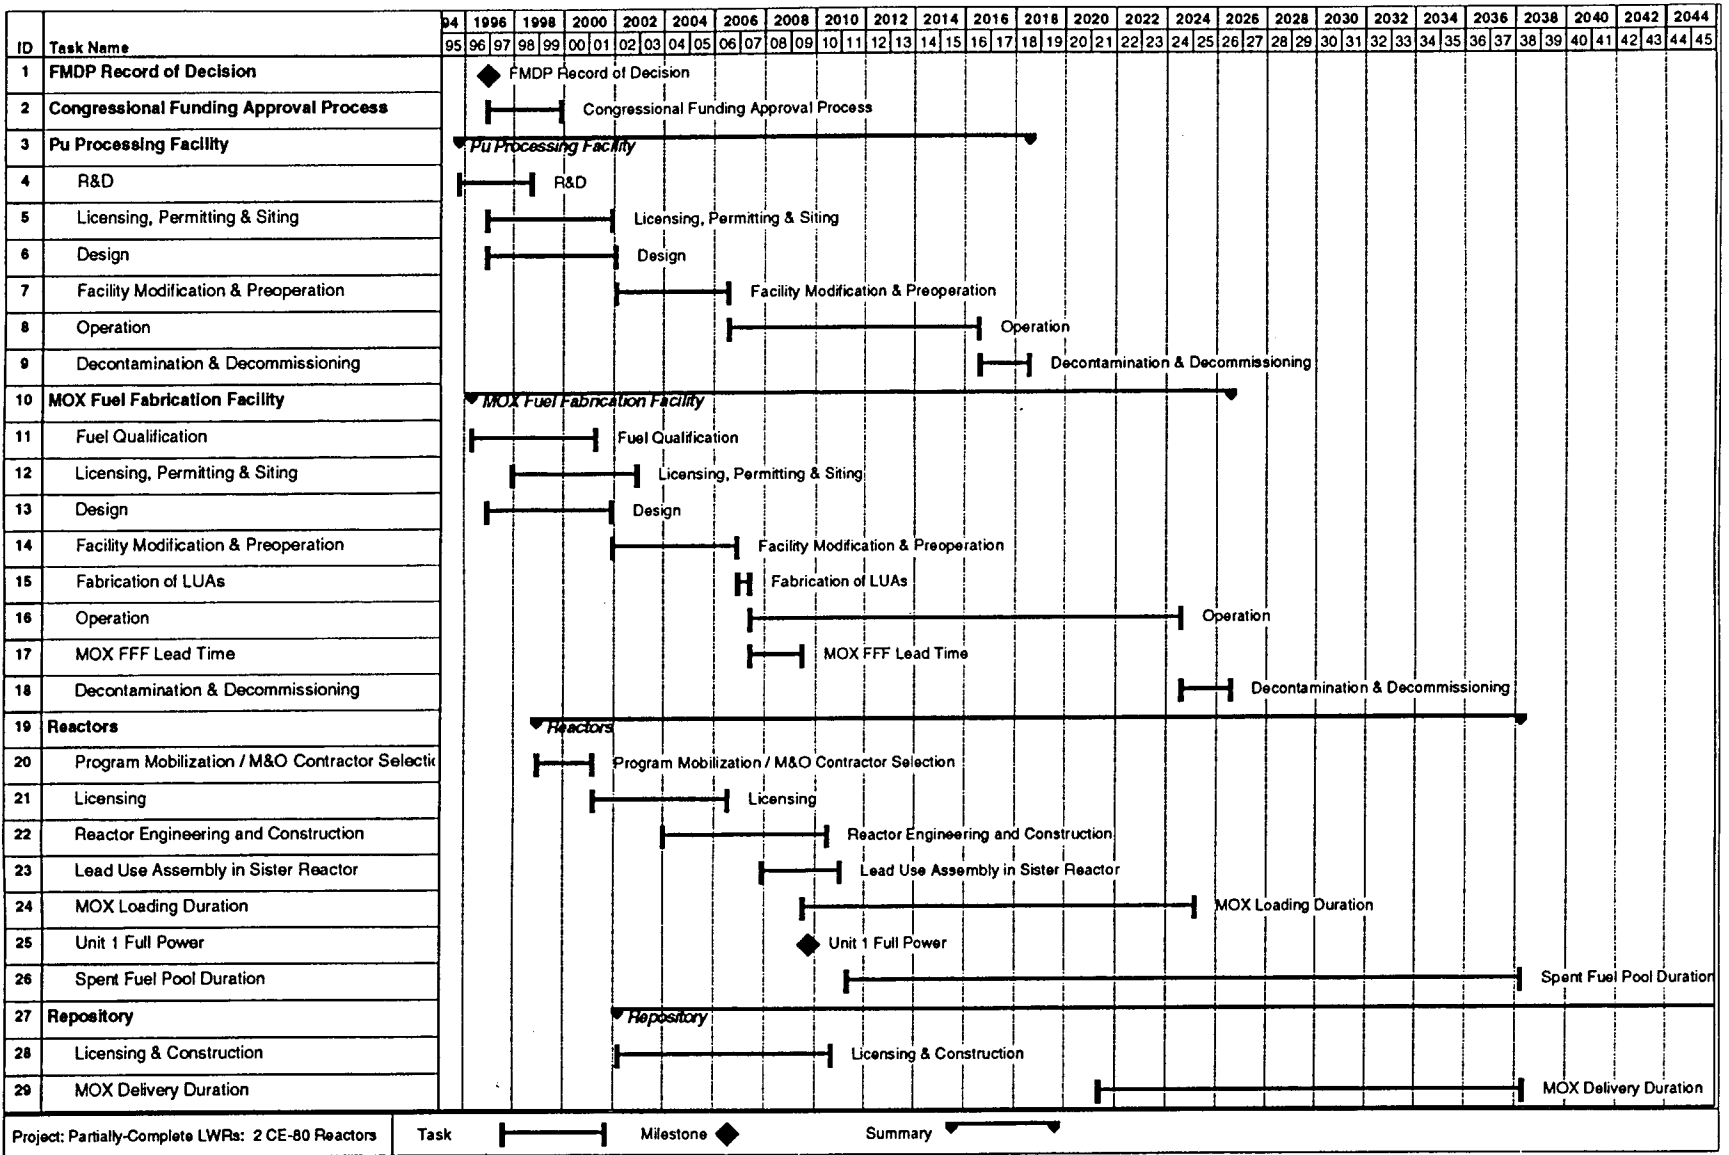 94 1996 1998 2000 2002 2004 2006 2008 2010 2012 2014 2016 2018 2020 2022 2024 2026 2028 2030 2032 2034 2036 2038 2040 2042 2044
ID Task Name 95 96 97 98 99 00 01 02 03 04 05 06 07 08 09 10 11 12 13 14 15 16 17 18 19 20 21 22 23 24 25 26 27 28 29 30 31 32 33 34 35 36 37 38 39 40 41 42 43 44 45
1 FMDP Record of Decision FMDP Record of Decision
2 Congressional Funding Approval Process Congressional Funding Approval Process
3 Pu Processing Facility Pu Processing Facility
4 R&D R&D
5 Licensing, Permitting & Siting Licensing, Permitting & Siting
6 Design Design
7 Facility Modification & Preoperation Facility Modification & Preoperation
8 Operation Operation
9 Decontamination & Decommissioning Decontamination & Decommissioning
10 MOX Fuel Fabrication Facility MOX Fuel Fabrication Facility
11 Fuel Qualification Fuel Qualification
12 Licensing, Permitting & Siting Licensing, Permitting & Siting
13 Design Design
14 Facility Modification & Preoperation Facility Modification & Preoperation
15 Fabrication of LUAs Fabrication of LUAs
16 Operation Operation
17 MOX FFF Lead Time MOX FFF Lead Time
18 Decontamination & Decommissioning Decontamination & Decommissioning
19 Reactors Reactors
20 Program Mobilization / M&O Contractor Selectic Program Mobilization / M&O Contractor Selection
21 Licensing Licensing
22 Reactor Engineering and Construction Reactor Engineering and Construction
23 Lead Use Assembly in Sister Reactor Lead Use Assembly in Sister Reactor
24 MOX Loading Duration MOX Loading Duration
25 Unit 1 Full Power Unit 1 Full Power
26 Spent Fuel Pool Duration Spent Fuel Pool Duration
27 Repository Repository
28 Licensing & Construction Licensing & Construction
29 MOX Delivery Duration MOX Delivery Duration
Project: Partially-Complete LWRs: 2 CE-80 Reactors Task Milestone Summary